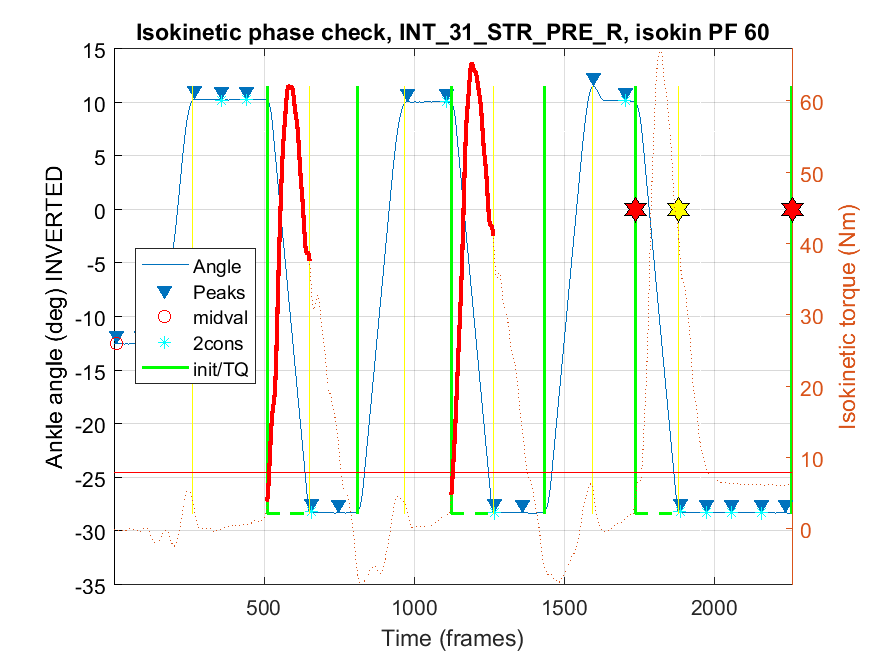 Isokinetic phase check, INT_31_STR_PRE_R, isokin PF 60
Ankle angle (deg) INVERTED
15
10
5
0
-5
-10
-15
-20
-25
-30
-35
Angle
Peaks
midval
2cons
init/TQ
60
50
40
30
20
10
0
Isokinetic torque (Nm)
500
1000
1500
2000
Time (frames)